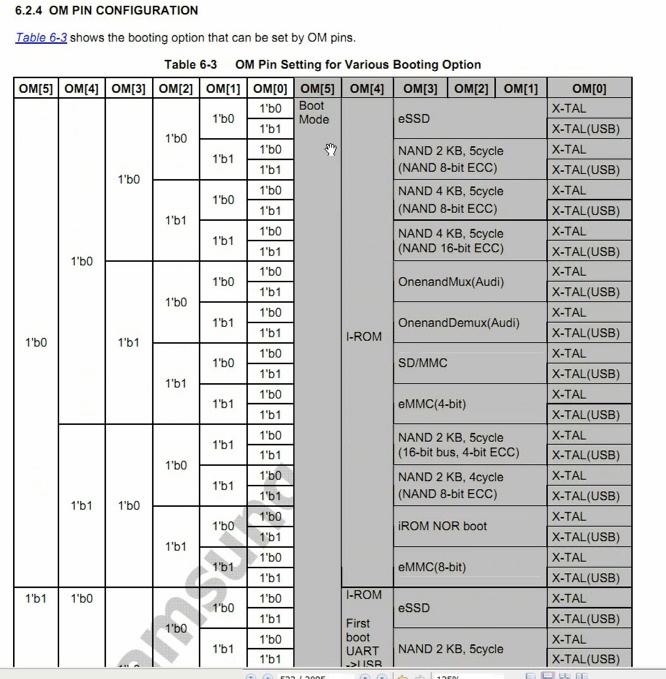 6.2.4 OM PIN CONFIGURATION
Table 6-3 shows the booting option that can be set by OM pins.
Table 6-3 OM Pin Setting for Various Booting Option
OM[5] OM[4] OM[3] OM[2] OM[1] OM[0] OM[5] OM[4] OM[3] OM[2] OM[1] OM[0]
1'b0 1'b0 1'b0 1'b0 1'b0 1'b0 Boot Mode I-ROM eSSD X-TAL
1'b1 X-TAL(USB)
1'b1 1'b0 NAND 2 KB, 5cycle X-TAL
1'b1 (NAND 8-bit ECC) X-TAL(USB)
1'b1 1'b0 1'b0 NAND 4 KB, 5cycle X-TAL
1'b1 (NAND 8-bit ECC) X-TAL(USB)
1'b1 1'b0 NAND 4 KB, 5cycle X-TAL
1'b1 (NAND 16-bit ECC) X-TAL(USB)
1'b1 1'b0 1'b0 1'b0 OnenandMux(Audi) X-TAL
1'b1 X-TAL(USB)
1'b1 1'b0 OnenandDemux(Audi) X-TAL
1'b1 X-TAL(USB)
1'b1 1'b0 1'b0 SD/MMC X-TAL
1'b1 X-TAL(USB)
1'b1 1'b0 eMMC(4-bit) X-TAL
1'b1 X-TAL(USB)
1'b1 1'b0 1'b0 1'b1 1'b0 NAND 2 KB, 5cycle X-TAL
1'b1 (16-bit bus, 4-bit ECC) X-TAL(USB)
1'b1 1'b0 NAND 2 KB, 4cycle X-TAL
1'b1 (NAND 8-bit ECC) X-TAL(USB)
1'b1 1'b0 1'b0 iROM NOR boot X-TAL
1'b1 X-TAL(USB)
1'b1 1'b0 eMMC(8-bit) X-TAL
1'b1 X-TAL(USB)
1'b1 1'b0 1'b0 1'b0 1'b0 I-ROM eSSD X-TAL
1'b1 First X-TAL(USB)
1'b1 1'b0 boot UART NAND 2 KB, 5cycle X-TAL
1'b1 ->USB X-TAL(USB)
amsung